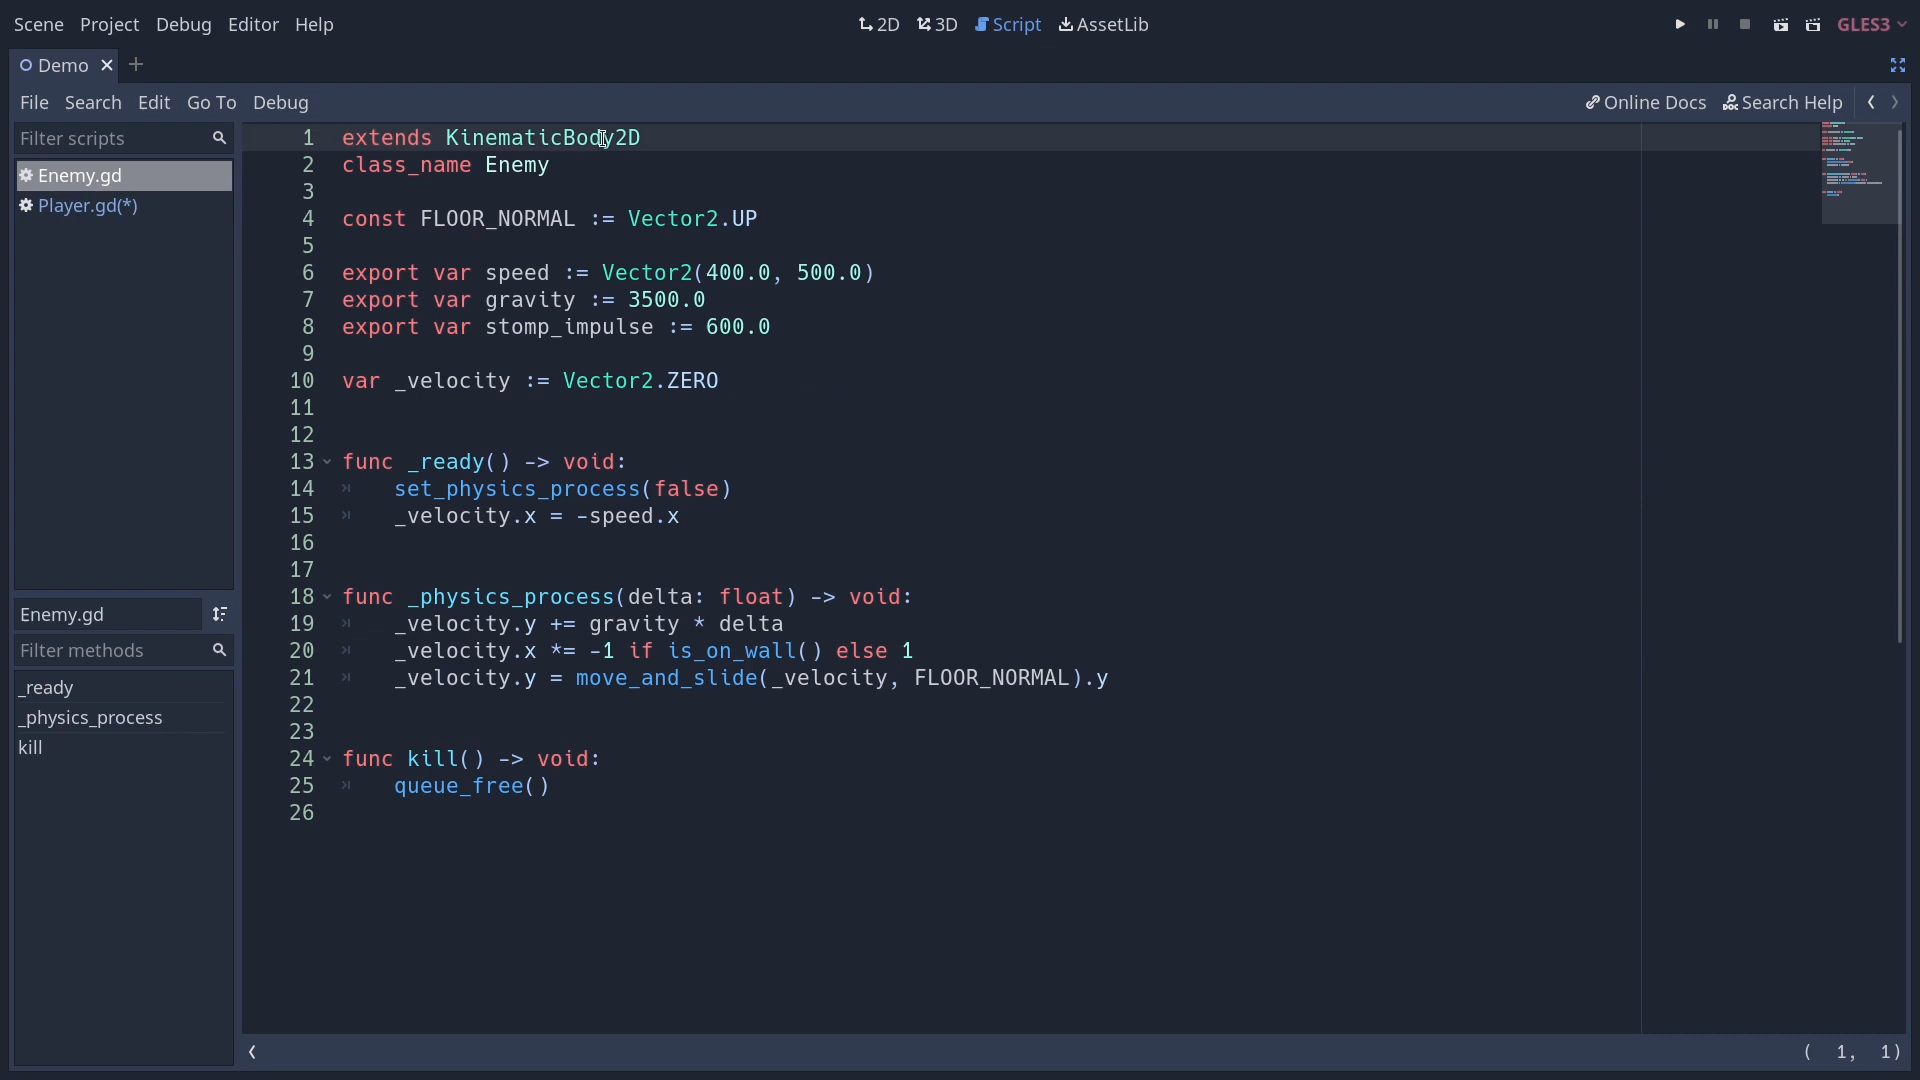 Scene Project Debug Editor Help 2D 3D Script AssetLib GLES3
Demo
File Search Edit Go To Debug Online Docs Search Help
Filter scripts
Enemy.gd
Player.gd(*)
Enemy.gd
Filter methods
_ready
_physics_process
kill
1 extends KinematicBody2D
2 class_name Enemy
3
4 const FLOOR_NORMAL := Vector2.UP
5
6 export var speed := Vector2(400.0, 500.0)
7 export var gravity := 3500.0
8 export var stomp_impulse := 600.0
9
10 var _velocity := Vector2.ZERO
11
12
13 func _ready() -> void:
14 set_physics_process(false)
15 _velocity.x = -speed.x
16
17
18 func _physics_process(delta: float) -> void:
19 _velocity.y += gravity * delta
20 _velocity.x *= -1 if is_on_wall() else 1
21 _velocity.y = move_and_slide(_velocity, FLOOR_NORMAL).y
22
23
24 func kill() -> void:
25 queue_free()
26
( 1, 1)